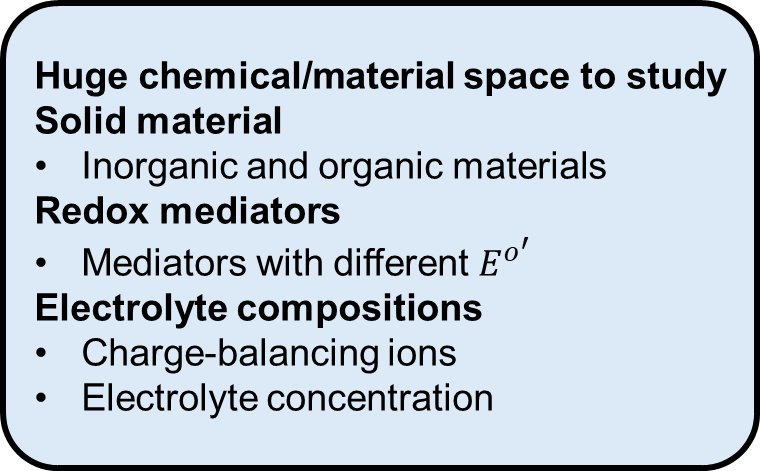 Huge chemical/material space to study
Solid material
• Inorganic and organic materials
Redox mediators
• Mediators with different E^{o'}
Electrolyte compositions
• Charge-balancing ions
• Electrolyte concentration